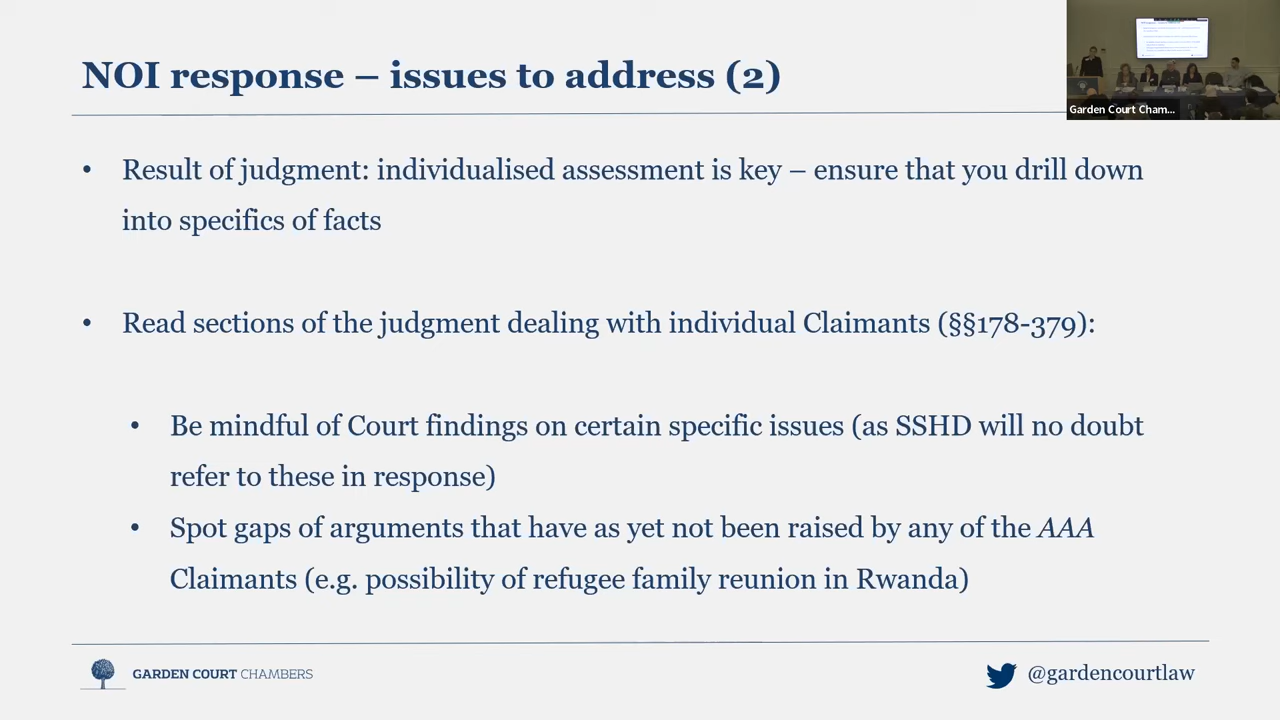 NOI response – issues to address (2)
Garden Court Cham...
• Result of judgment: individualised assessment is key – ensure that you drill down
into specifics of facts
• Read sections of the judgment dealing with individual Claimants (§§178-379):
• Be mindful of Court findings on certain specific issues (as SSHD will no doubt
refer to these in response)
• Spot gaps of arguments that have as yet not been raised by any of the AAA
Claimants (e.g. possibility of refugee family reunion in Rwanda)
GARDEN COURT CHAMBERS
@gardencourtlaw